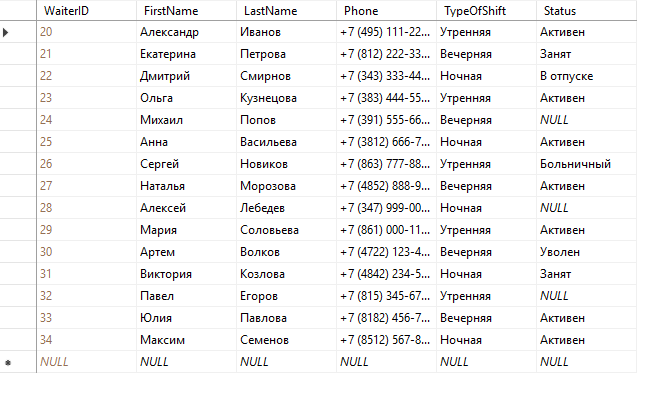 WaiterID FirstName LastName Phone TypeOfShift Status
20 Александр Иванов +7 (495) 111-22... Утренняя Активен
21 Екатерина Петрова +7 (812) 222-33... Вечерняя Занят
22 Дмитрий Смирнов +7 (343) 333-44... Ночная В отпуске
23 Ольга Кузнецова +7 (383) 444-55... Утренняя Активен
24 Михаил Попов +7 (391) 555-66... Вечерняя NULL
25 Анна Васильева +7 (3812) 666-7... Ночная Активен
26 Сергей Новиков +7 (863) 777-88... Утренняя Больничный
27 Наталья Морозова +7 (4852) 888-9... Вечерняя Активен
28 Алексей Лебедев +7 (347) 999-00... Ночная NULL
29 Мария Соловьева +7 (861) 000-11... Утренняя Активен
30 Артем Волков +7 (4722) 123-4... Вечерняя Уволен
31 Виктория Козлова +7 (4842) 234-5... Ночная Занят
32 Павел Егоров +7 (815) 345-67... Утренняя NULL
33 Юлия Павлова +7 (8182) 456-7... Вечерняя Активен
34 Максим Семенов +7 (8512) 567-8... Ночная Активен
NULL NULL NULL NULL NULL NULL